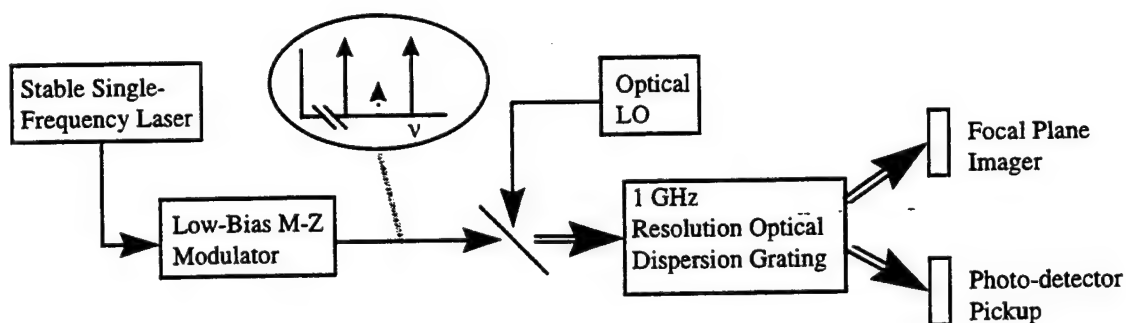 Stable Single-
Frequency Laser
Low-Bias M-Z
Modulator
ν
Optical
LO
1 GHz
Resolution Optical
Dispersion Grating
Focal Plane
Imager
Photo-detector
Pickup